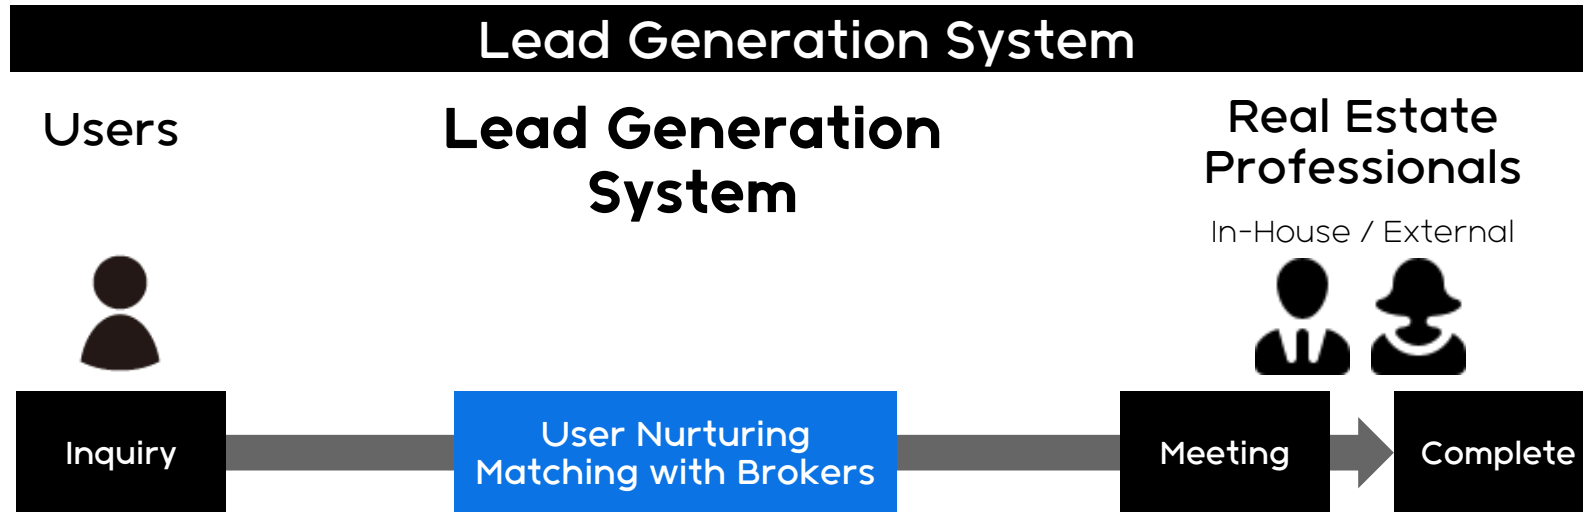 Lead Generation System
Users
Lead Generation
System
Real Estate
Professionals
In-House / External
Inquiry
User Nurturing
Matching with Brokers
Meeting
Complete